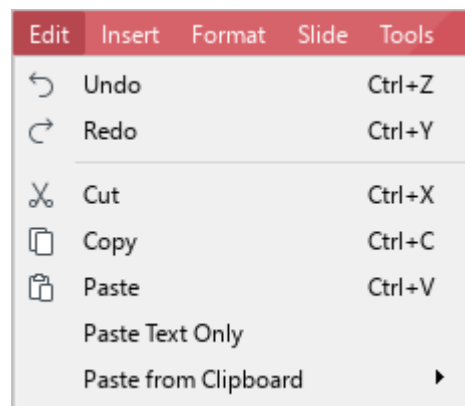 Edit Insert Format Slide Tools
Undo Ctrl+Z
Redo Ctrl+Y
Cut Ctrl+X
Copy Ctrl+C
Paste Ctrl+V
Paste Text Only
Paste from Clipboard